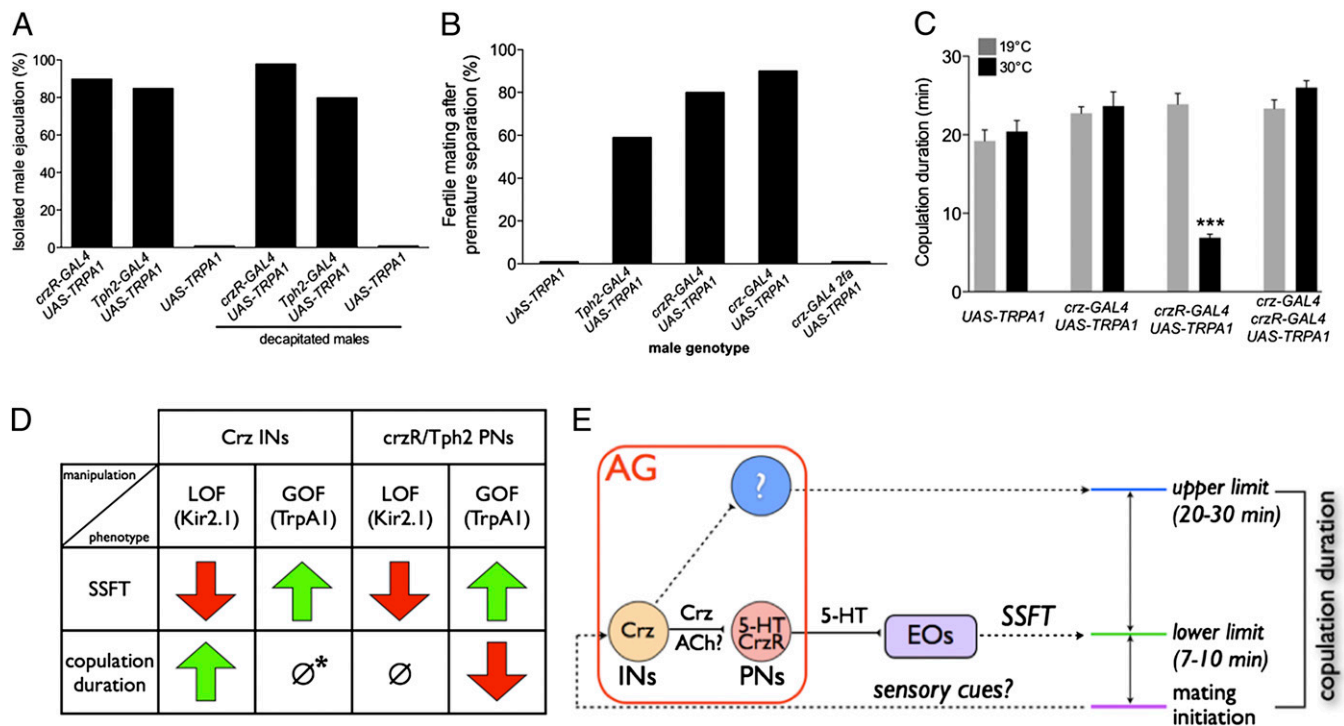 A
Isolated male ejaculation (%)
100
80
60
40
20
0
crzR-GAL4
UAS-TRPA1
Tph2-GAL4
UAS-TRPA1
UAS-TRPA1
crzR-GAL4
UAS-TRPA1
Tph2-GAL4
UAS-TRPA1
UAS-TRPA1
decapitated males
B
Fertile mating after
premature separation (%)
100
80
60
40
20
0
UAS-TRPA1
Tph2-GAL4
UAS-TRPA1
crzR-GAL4
UAS-TRPA1
crz-GAL4
UAS-TRPA1
crz-GAL4 2fa
UAS-TRPA1
male genotype
C
19°C
30°C
Copulation duration (min)
30
20
10
0
***
UAS-TRPA1
crz-GAL4
UAS-TRPA1
crzR-GAL4
UAS-TRPA1
crz-GAL4
crzR-GAL4
UAS-TRPA1
D
Crz INs
crzR/Tph2 PNs
manipulation
phenotype
LOF
(Kir2.1)
GOF
(TrpA1)
LOF
(Kir2.1)
GOF
(TrpA1)
SSFT
copulation
duration
∅*
∅
E
AG
?
Crz
INs
Crz
ACh?
5-HT
CrzR
PNs
5-HT
EOs
SSFT
sensory cues?
upper limit
(20-30 min)
lower limit
(7-10 min)
mating
initiation
copulation duration